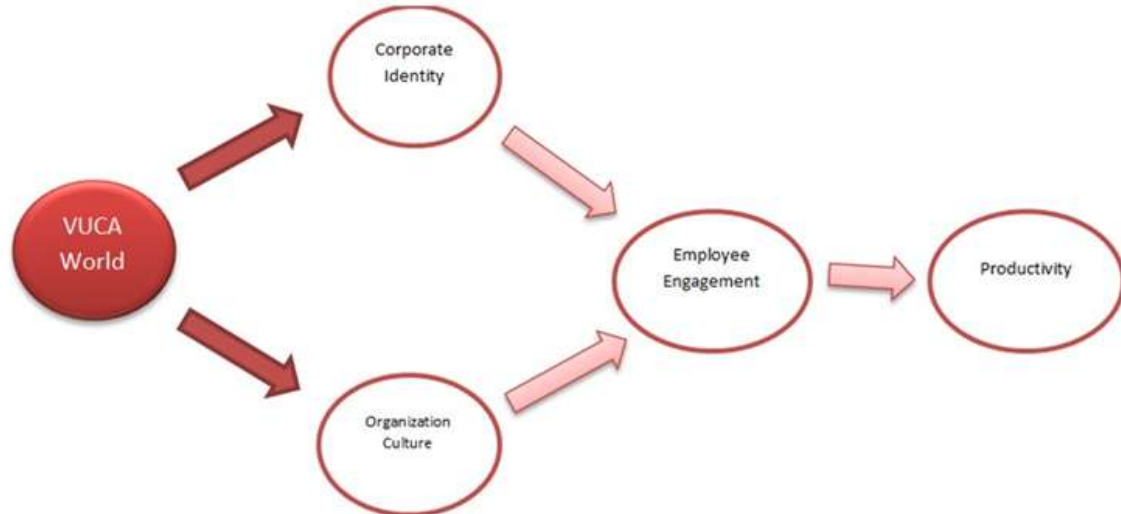 Corporate
Identity
VUCA
World
Employee
Engagement
Productivity
Organization
Culture